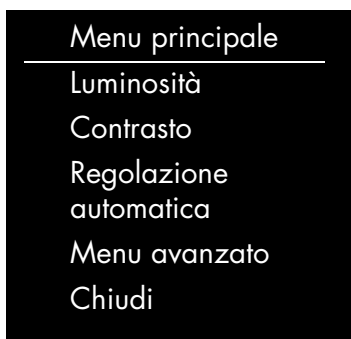 Menu principale
Luminosità
Contrasto
Regolazione
automatica
Menu avanzato
Chiudi